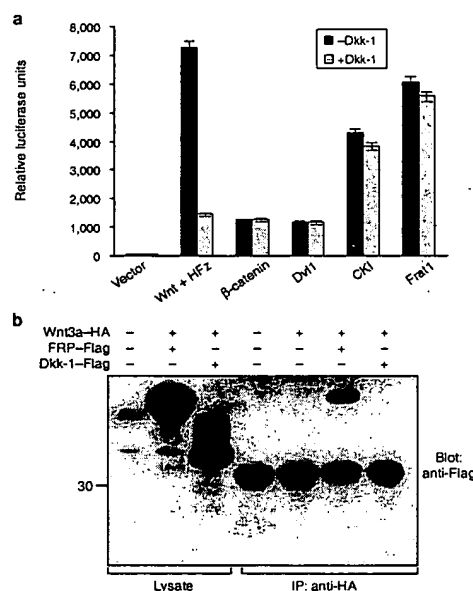 a
–Dkk-1
+Dkk-1
Relative luciferase units
8,000
7,000
6,000
5,000
4,000
3,000
2,000
1,000
0
Vector
Wnt + HFz
β-catenin
Dvl1
CKI
Frat1
b
Wnt3a–HA – + + – + + +
FRP–Flag – + – – + –
Dkk-1–Flag – + – – +
Blot:
anti-Flag
30
Lysate
IP: anti-HA